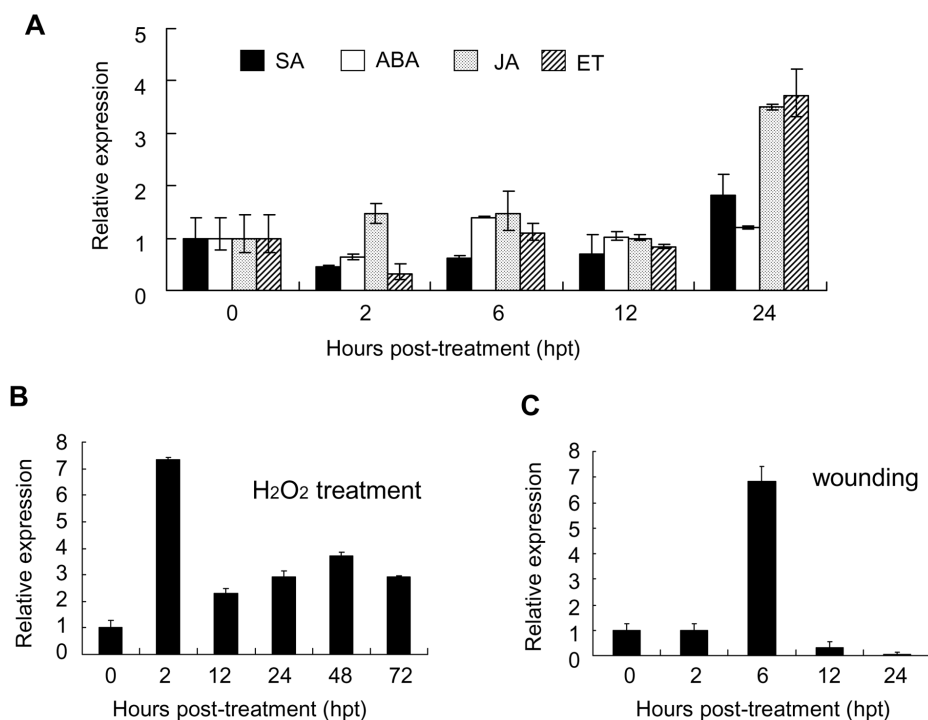 A
SA ABA JA ET
Relative expression
5
4
3
2
1
0
0 2 6 12 24
Hours post-treatment (hpt)
B
Relative expression
8
7
6
5
4
3
2
1
0
H2O2 treatment
0 2 12 24 48 72
Hours post-treatment (hpt)
C
Relative expression
8
7
6
5
4
3
2
1
0
wounding
0 2 6 12 24
Hours post-treatment (hpt)